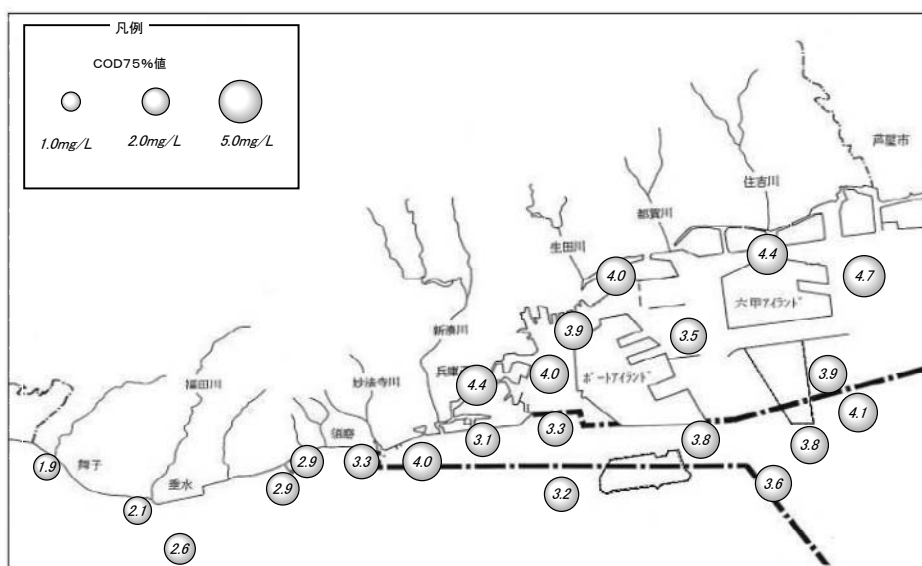 凡例
COD75%値
1.0mg/L 2.0mg/L 5.0mg/L
芦屋市
住吉川
都賀川
生田川
4.4
4.0
4.7
六甲アイランド
新湊川
3.9
3.5
兵庫
妙法寺川
福田川
4.4
4.0
ポートアイランド
3.9
4.1
須磨
3.1
3.3
3.8
3.8
1.9
舞子
2.9
3.3
4.0
垂水
2.9
3.2
3.6
2.1
2.6